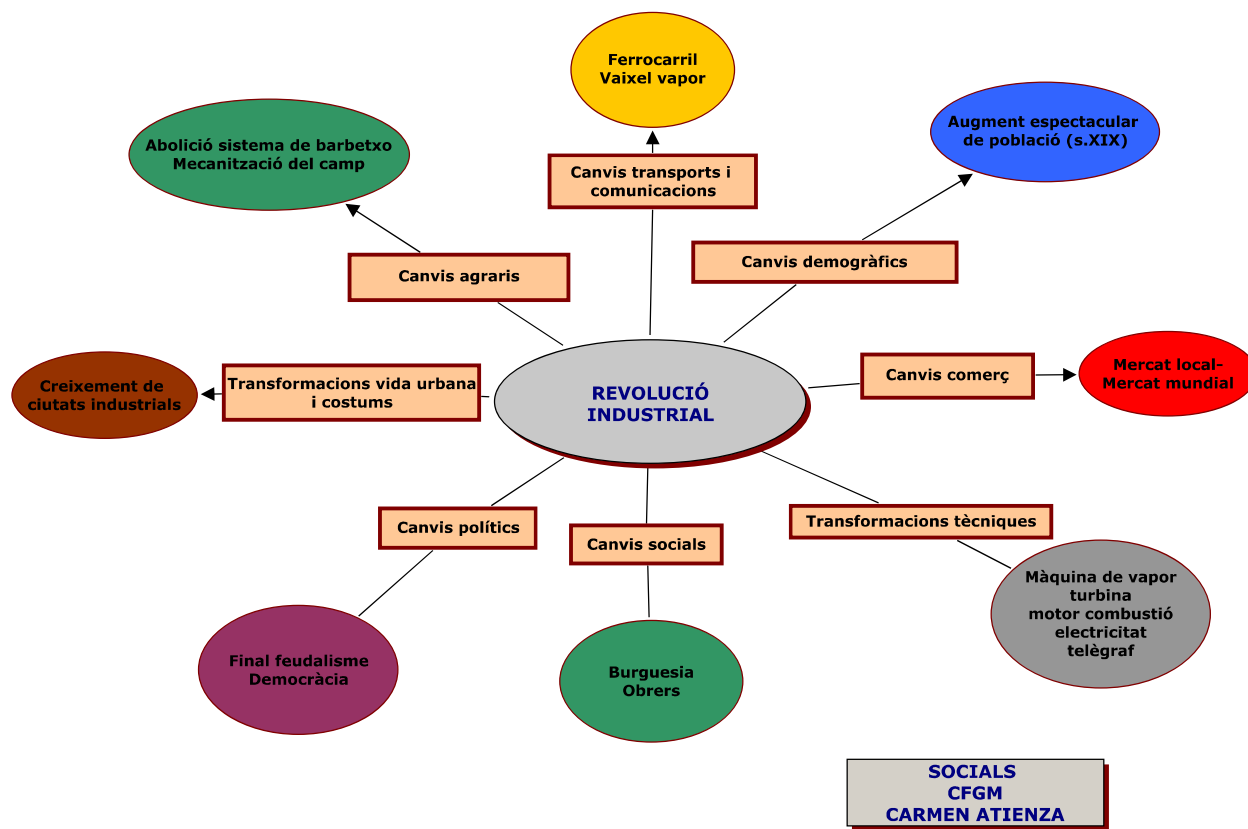 Ferrocarril
Vaixel vapor
Abolició sistema de barbetxo
Mecanització del camp
Augment espectacular
de població (s.XIX)
Canvis transports i
comunicacions
Canvis agraris
Canvis demogràfics
Creixement de
ciutats industrials
Transformacions vida urbana
i costums
REVOLUCIÓ
INDUSTRIAL
Canvis comerç
Mercat local-
Mercat mundial
Canvis polítics
Canvis socials
Transformacions tècniques
Màquina de vapor
turbina
motor combustió
electricitat
telègraf
Final feudalisme
Democràcia
Burguesia
Obrers
SOCIALS
CFGM
CARMEN ATIENZA